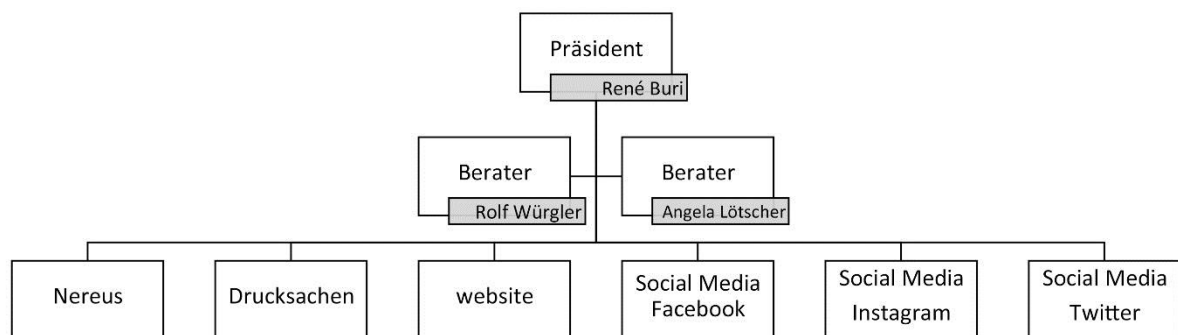 Präsident
René Buri
Berater
Rolf Würgler
Berater
Angela Lötscher
Nereus
Drucksachen
website
Social Media
Facebook
Social Media
Instagram
Social Media
Twitter